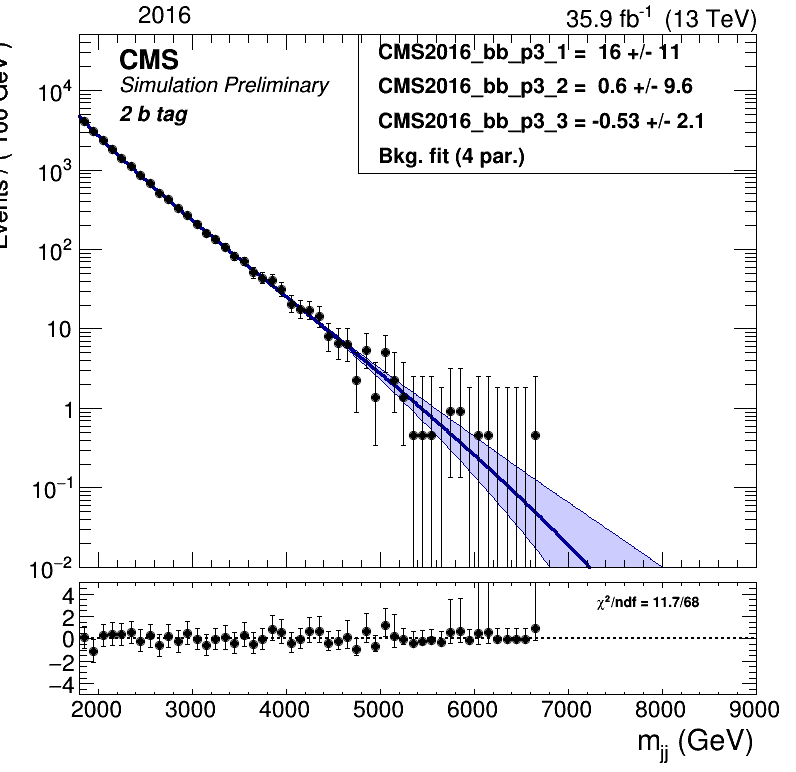 2016
35.9 fb⁻¹ (13 TeV)
CMS
Simulation Preliminary
2 b tag
CMS2016_bb_p3_1 = 16 +/- 11
CMS2016_bb_p3_2 = 0.6 +/- 9.6
CMS2016_bb_p3_3 = -0.53 +/- 2.1
Bkg. fit (4 par.)
10⁴
10³
10²
10
1
10⁻¹
10⁻²
χ²/ndf = 11.7/68
4
2
0
−2
−4
2000 3000 4000 5000 6000 7000 8000 9000
m_jj (GeV)